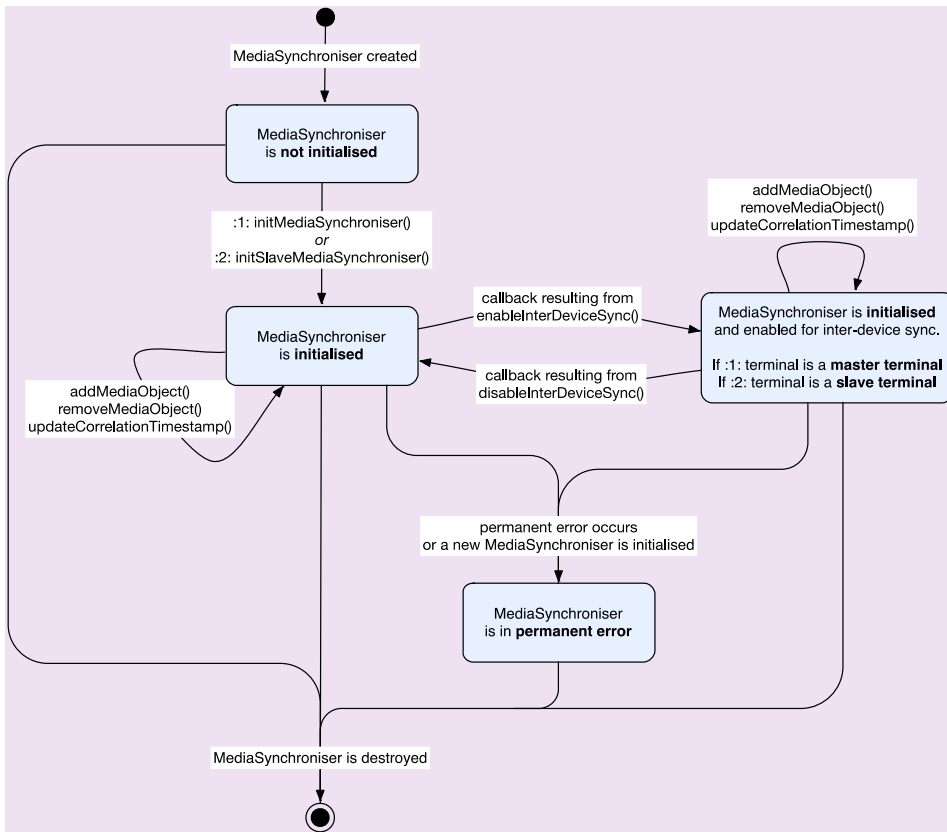 MediaSynchroniser created
MediaSynchroniser
is not initialised
:1: initMediaSynchroniser()
or
:2: initSlaveMediaSynchroniser()
addMediaObject()
removeMediaObject()
updateCorrelationTimestamp()
callback resulting from
enableInterDeviceSync()
MediaSynchroniser
is initialised
MediaSynchroniser is initialised
and enabled for inter-device sync.
If :1: terminal is a master terminal
If :2: terminal is a slave terminal
callback resulting from
disableInterDeviceSync()
addMediaObject()
removeMediaObject()
updateCorrelationTimestamp()
permanent error occurs
or a new MediaSynchroniser is initialised
MediaSynchroniser
is in permanent error
MediaSynchroniser is destroyed